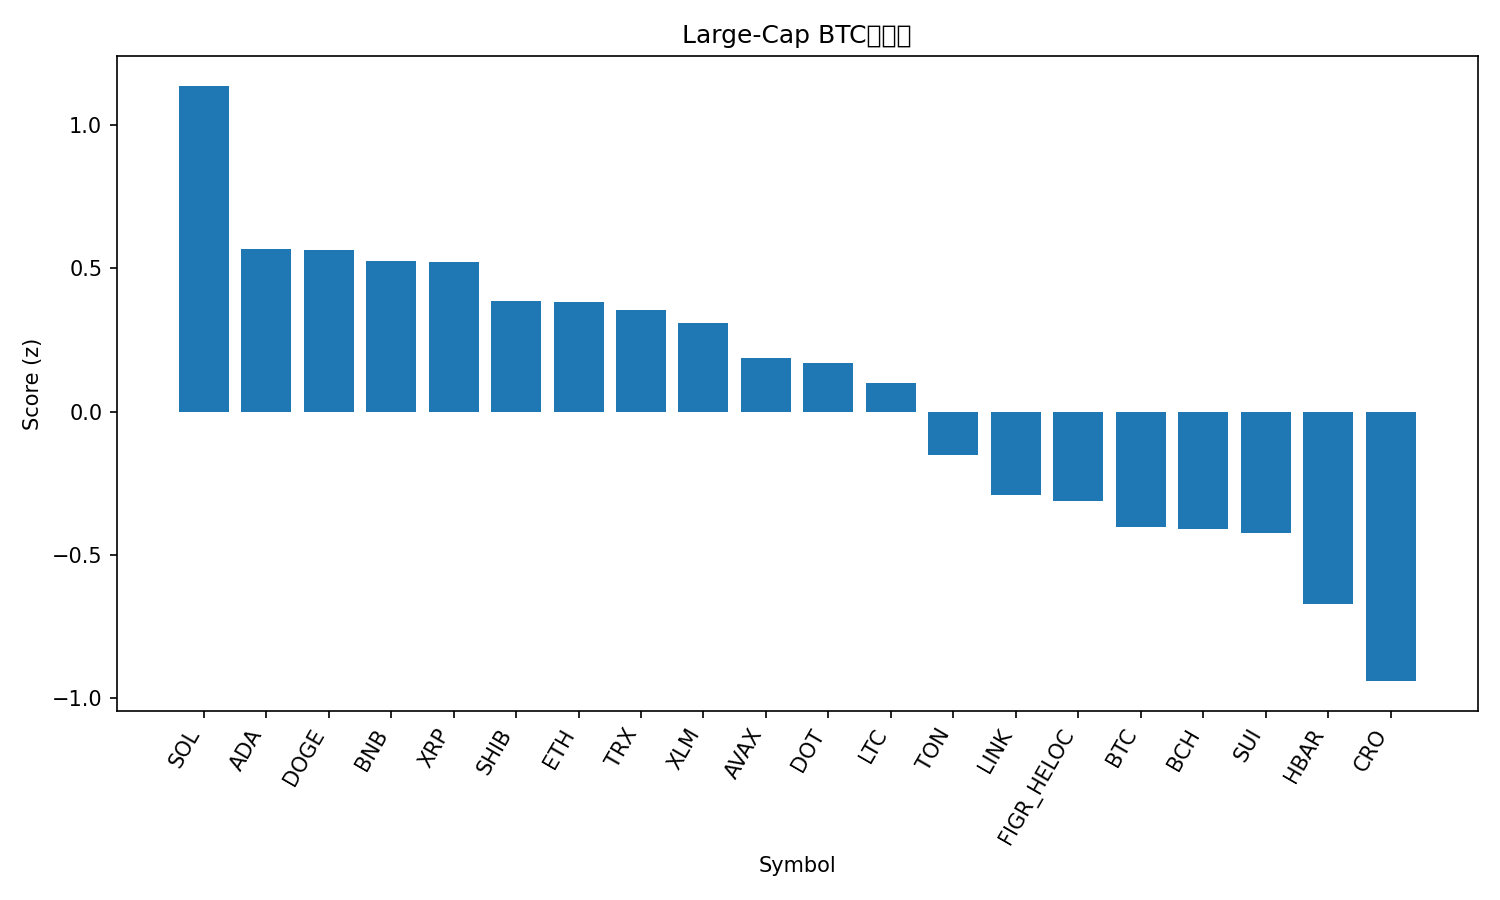 Large-Cap BTC
Score (z)
1.0
0.5
0.0
−0.5
−1.0
SOL
ADA
DOGE
BNB
XRP
SHIB
ETH
TRX
XLM
AVAX
DOT
LTC
TON
LINK
FIGR_HELOC
BTC
BCH
SUI
HBAR
CRO
Symbol